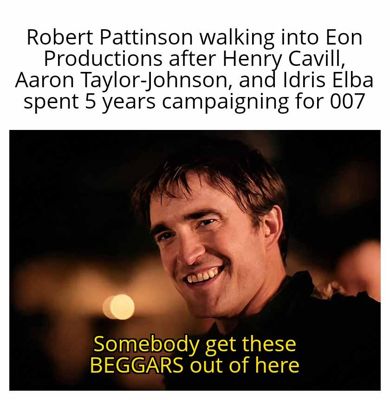 Robert Pattinson walking into Eon
Productions after Henry Cavill,
Aaron Taylor-Johnson, and Idris Elba
spent 5 years campaigning for 007
Somebody get these
BEGGARS out of here